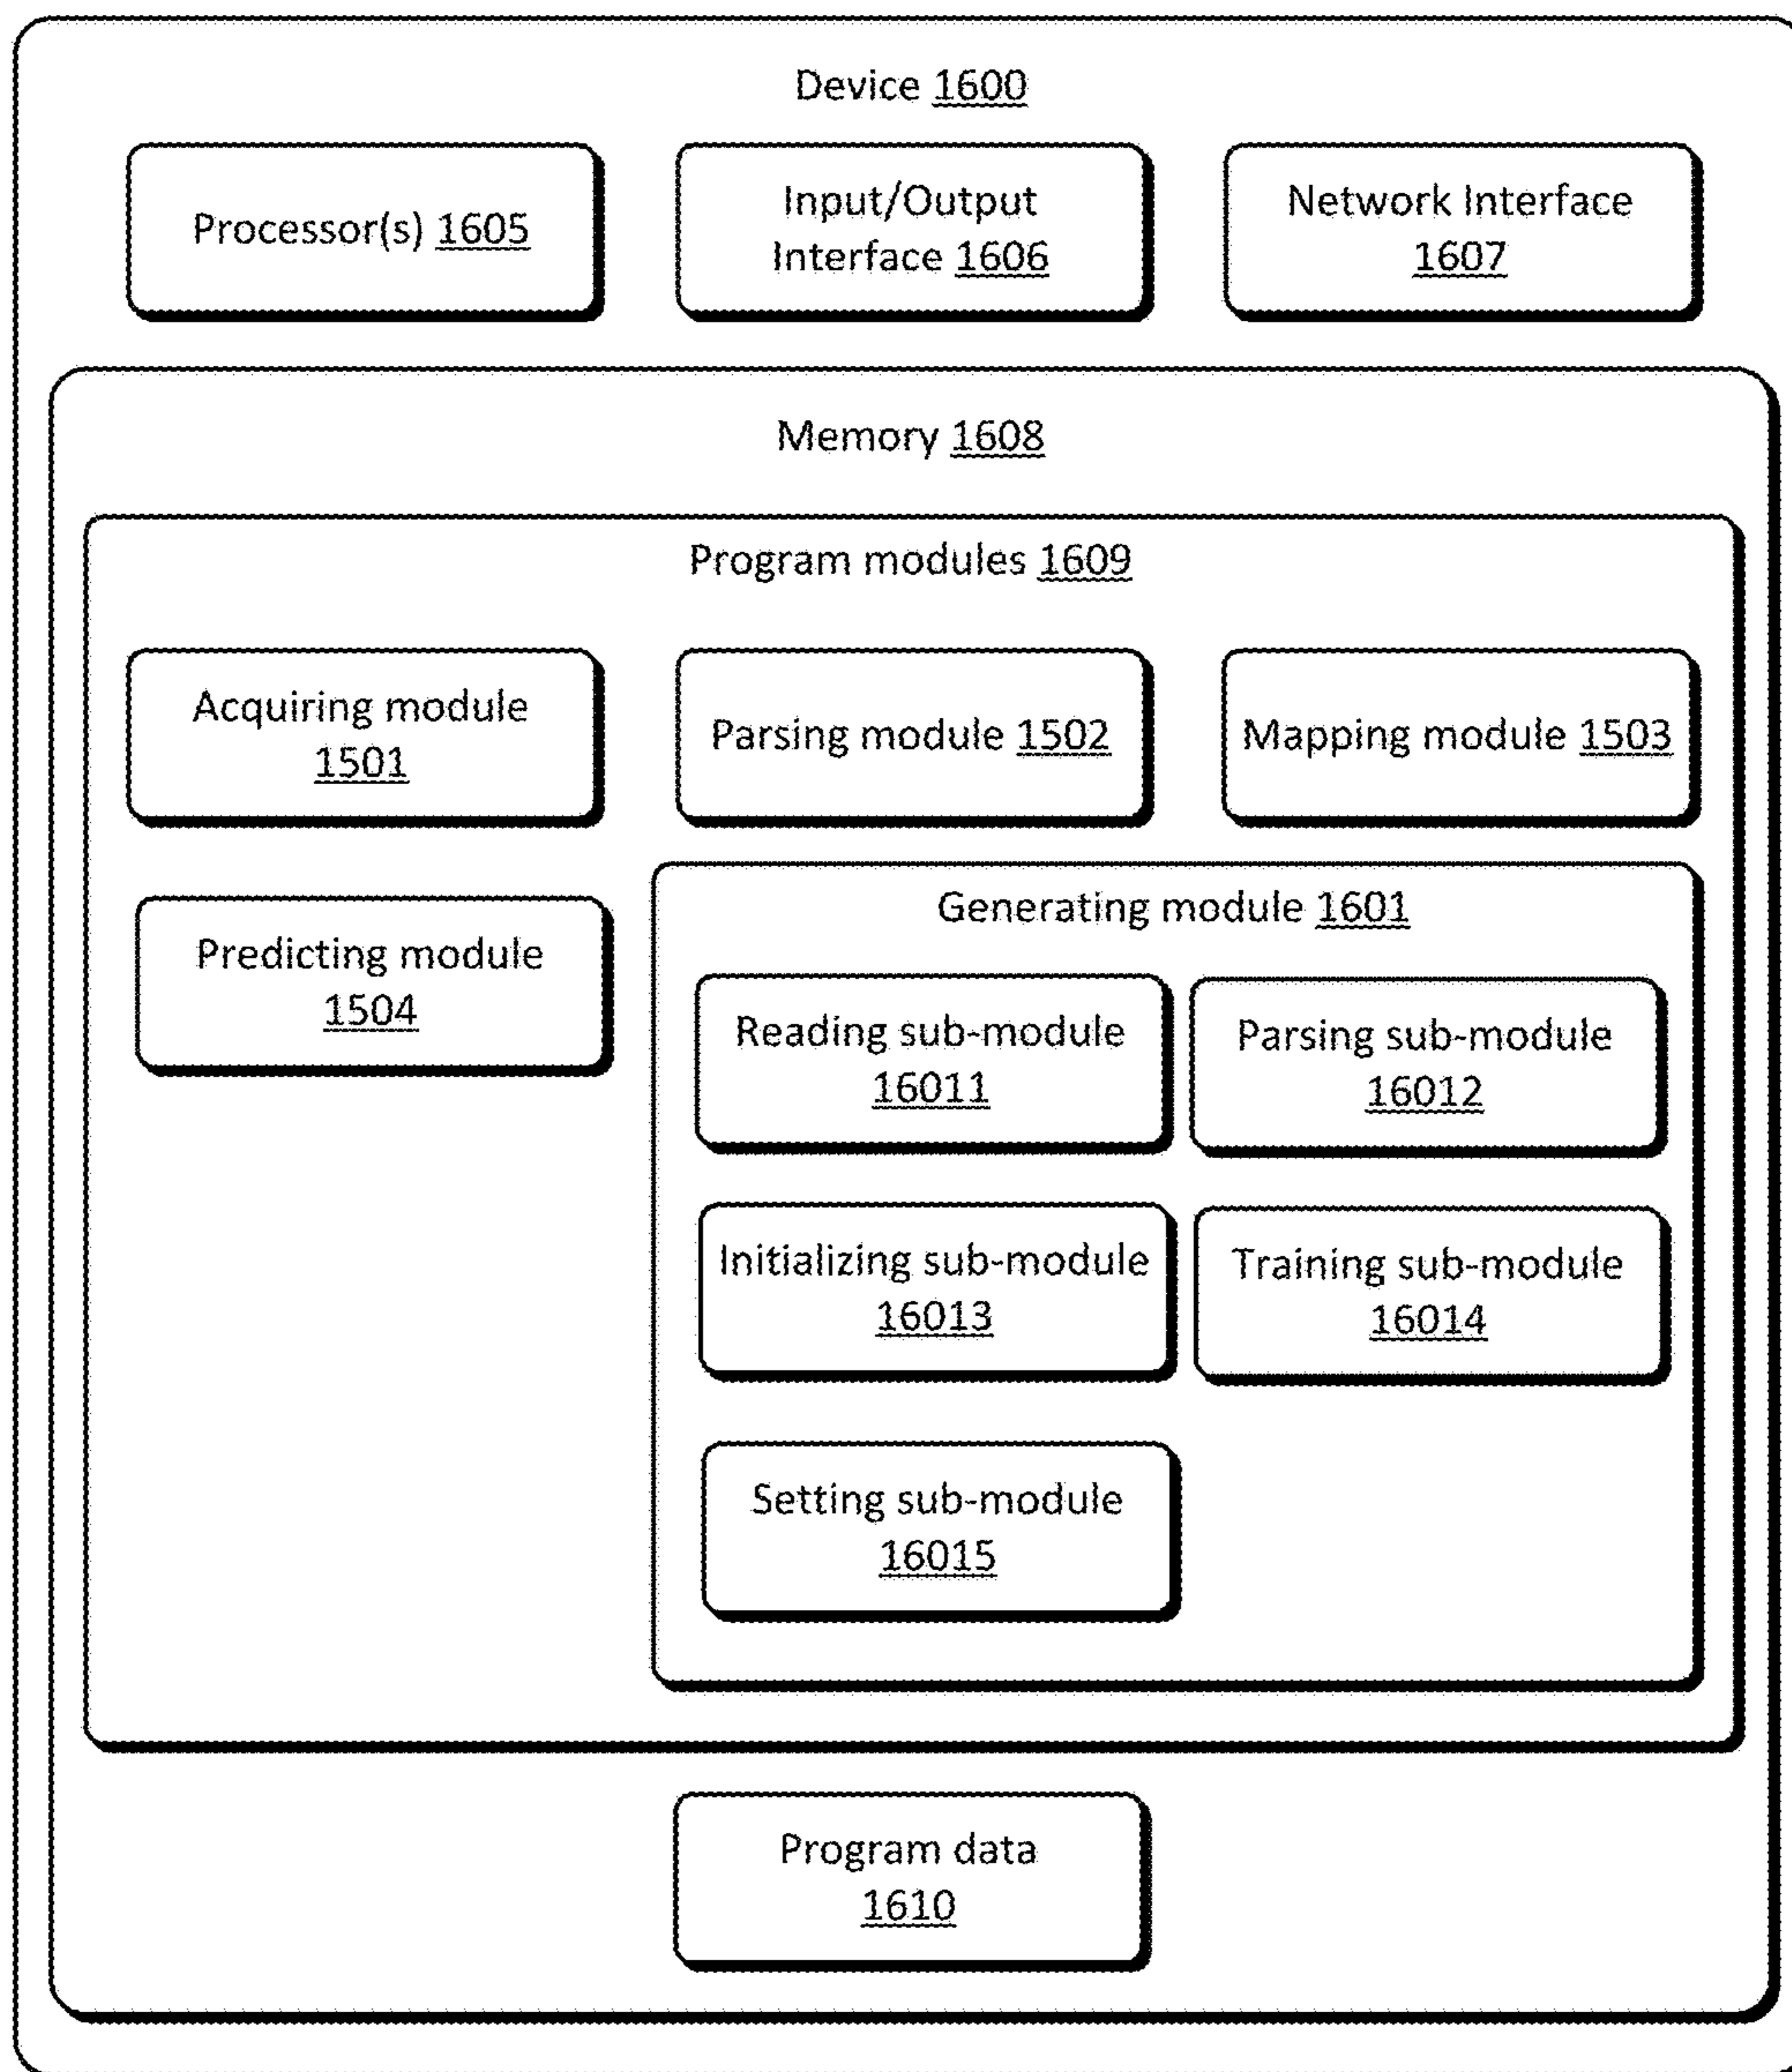 Device 1600
Processor(s) 1605
Input/Output
Interface 1606
Network Interface
1607
Memory 1608
Program modules 1609
Acquiring module
1501
Parsing module 1502
Mapping module 1503
Predicting module
1504
Generating module 1601
Reading sub-module
16011
Parsing sub-module
16012
Initializing sub-module
16013
Training sub-module
16014
Setting sub-module
16015
Program data
1610